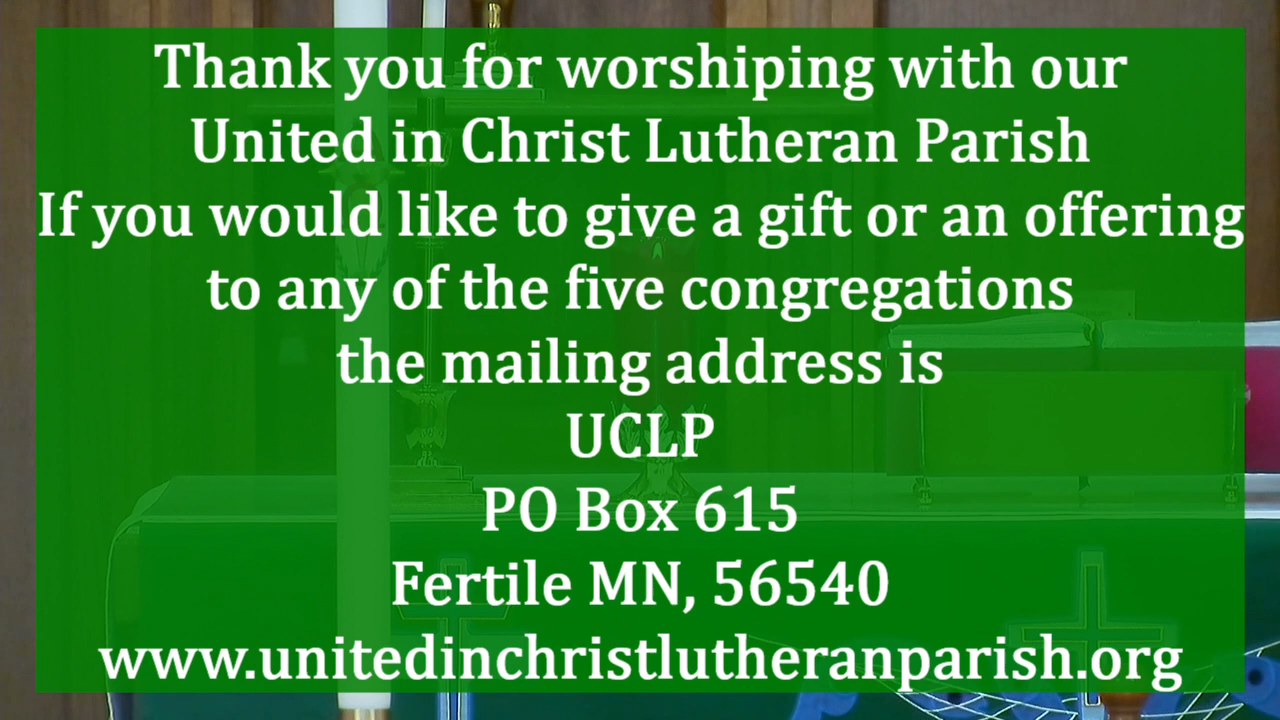 Thank you for worshiping with our
United in Christ Lutheran Parish
If you would like to give a gift or an offering
to any of the five congregations
the mailing address is
UCLP
PO Box 615
Fertile MN, 56540
www.unitedinchristlutheranparish.org